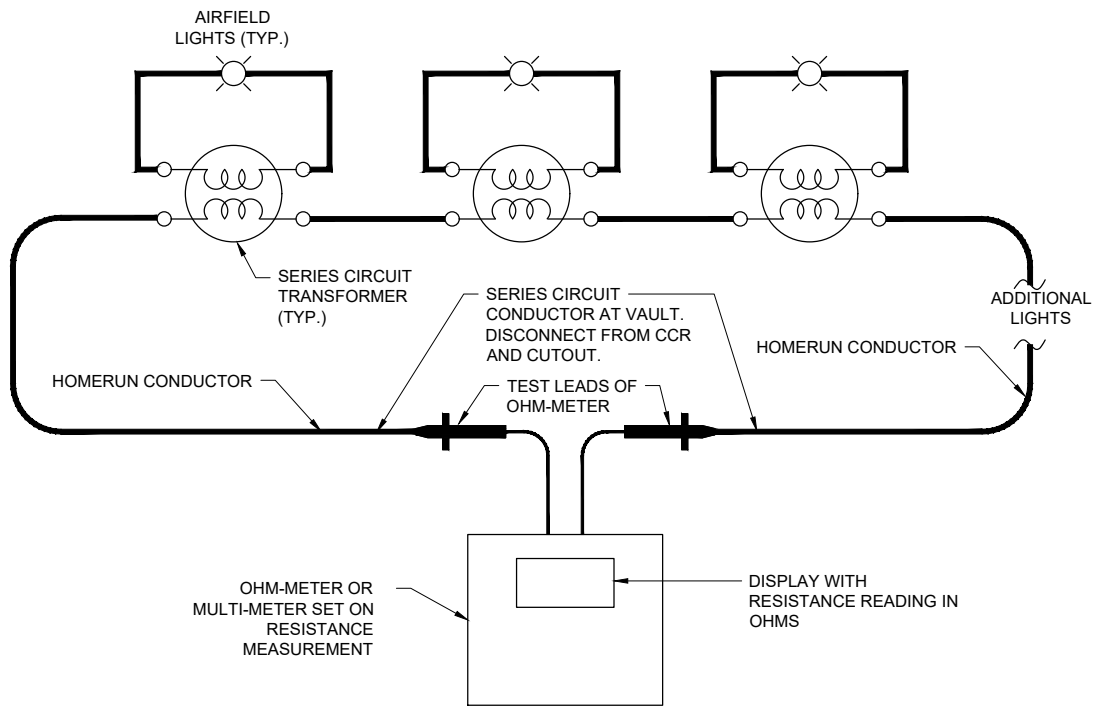 AIRFIELD
LIGHTS (TYP.)
SERIES CIRCUIT
TRANSFORMER
(TYP.)
SERIES CIRCUIT
CONDUCTOR AT VAULT.
DISCONNECT FROM CCR
AND CUTOUT.
ADDITIONAL
LIGHTS
HOMERUN CONDUCTOR
HOMERUN CONDUCTOR
TEST LEADS OF
OHM-METER
OHM-METER OR
MULTI-METER SET ON
RESISTANCE
MEASUREMENT
DISPLAY WITH
RESISTANCE READING IN
OHMS